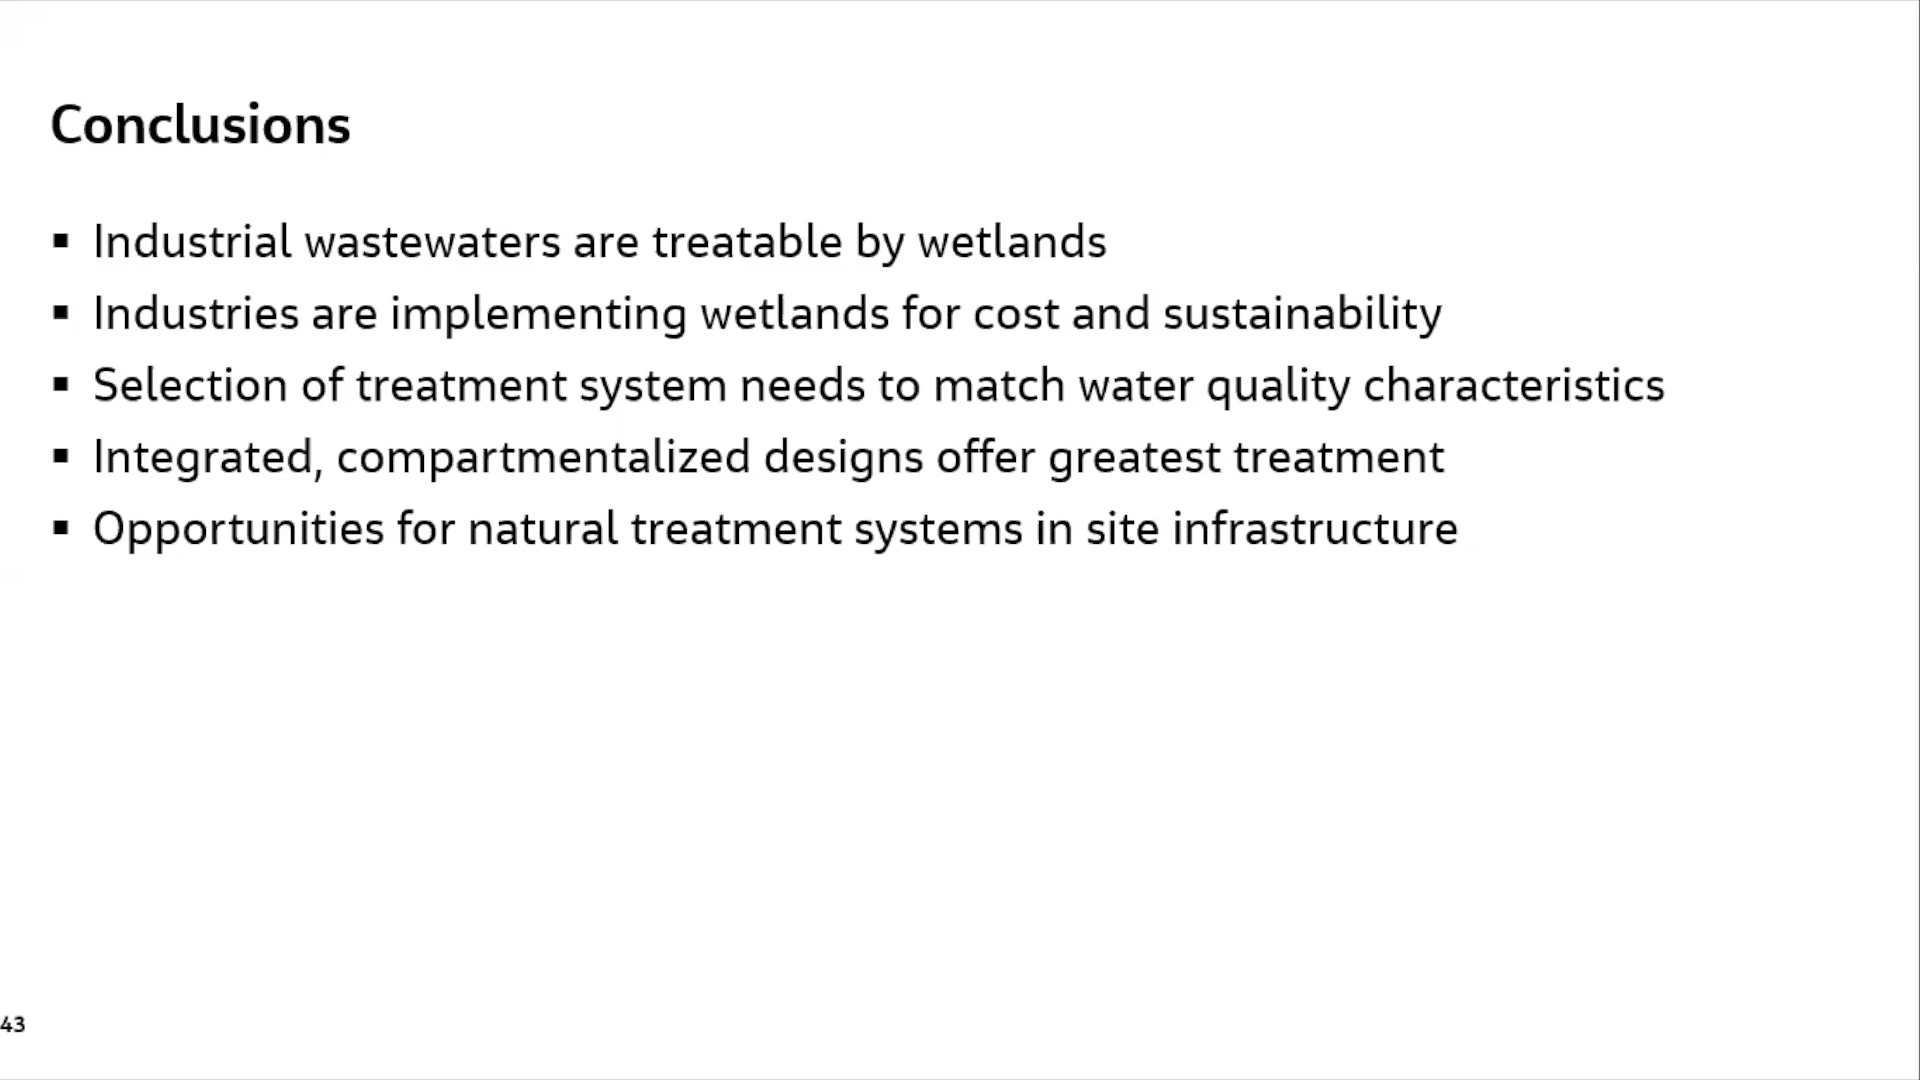 Conclusions
▪ Industrial wastewaters are treatable by wetlands
▪ Industries are implementing wetlands for cost and sustainability
▪ Selection of treatment system needs to match water quality characteristics
▪ Integrated, compartmentalized designs offer greatest treatment
▪ Opportunities for natural treatment systems in site infrastructure
43